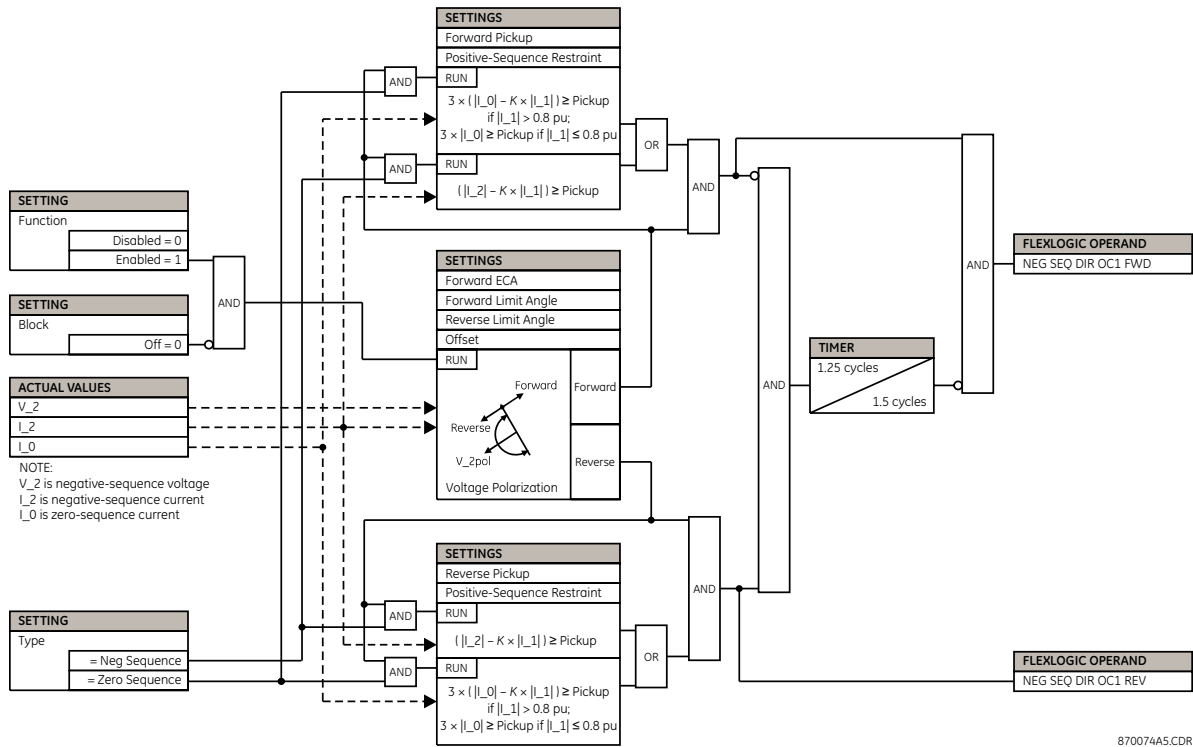 SETTINGS
Forward Pickup
Positive-Sequence Restraint
AND
RUN
3 × ( |I_0| – K × |I_1| ) ≥ Pickup
if |I_1| > 0.8 pu;
3 × |I_0| ≥ Pickup if |I_1| ≤ 0.8 pu
OR
AND
RUN
( |I_2| – K × |I_1| ) ≥ Pickup
AND
SETTING
Function
Disabled = 0
Enabled = 1
AND
SETTING
Block
Off = 0
ACTUAL VALUES
V_2
I_2
I_0
NOTE:
V_2 is negative-sequence voltage
I_2 is negative-sequence current
I_0 is zero-sequence current
SETTINGS
Forward ECA
Forward Limit Angle
Reverse Limit Angle
Offset
RUN
Forward
Forward
Reverse
V_2pol
Reverse
Voltage Polarization
AND
TIMER
1.25 cycles
1.5 cycles
AND
FLEXLOGIC OPERAND
NEG SEQ DIR OC1 FWD
SETTING
Type
= Neg Sequence
= Zero Sequence
SETTINGS
Reverse Pickup
Positive-Sequence Restraint
AND
RUN
( |I_2| – K × |I_1| ) ≥ Pickup
AND
RUN
3 × ( |I_0| – K × |I_1| ) ≥ Pickup
if |I_1| > 0.8 pu;
3 × |I_0| ≥ Pickup if |I_1| ≤ 0.8 pu
OR
AND
FLEXLOGIC OPERAND
NEG SEQ DIR OC1 REV
870074A5.CDR